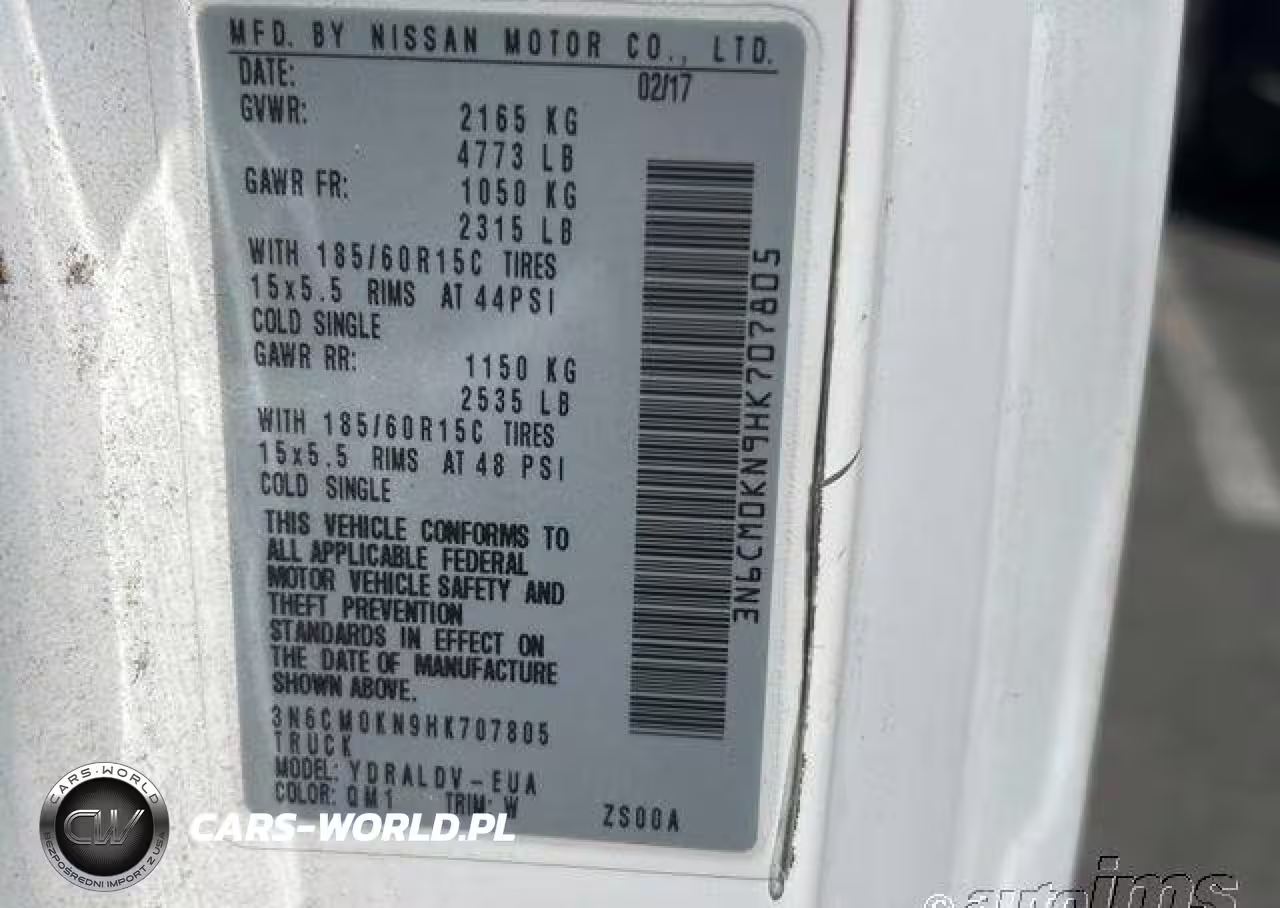 MFD. BY NISSAN MOTOR CO., LTD.
DATE: 02/17
GVWR: 2165 KG
4773 LB
GAWR FR: 1050 KG
2315 LB
WITH 185/60R15C TIRES
15x5.5 RIMS AT 44PSI
COLD SINGLE
GAWR RR: 1150 KG
2535 LB
WITH 185/60R15C TIRES
15x5.5 RIMS AT 48 PSI
COLD SINGLE
THIS VEHICLE CONFORMS TO
ALL APPLICABLE FEDERAL
MOTOR VEHICLE SAFETY AND
THEFT PREVENTION
STANDARDS IN EFFECT ON
THE DATE OF MANUFACTURE
SHOWN ABOVE.
3N6CM0KN9HK707805
TRUCK
MODEL: YDRALDV-EUA
COLOR: QM1 TRIM: W ZS00A
3N6CM0KN9HK707805
CARS-WORLD
CW
BEZPOŚREDNI IMPORT Z USA
CARS-WORLD.PL
© autoims